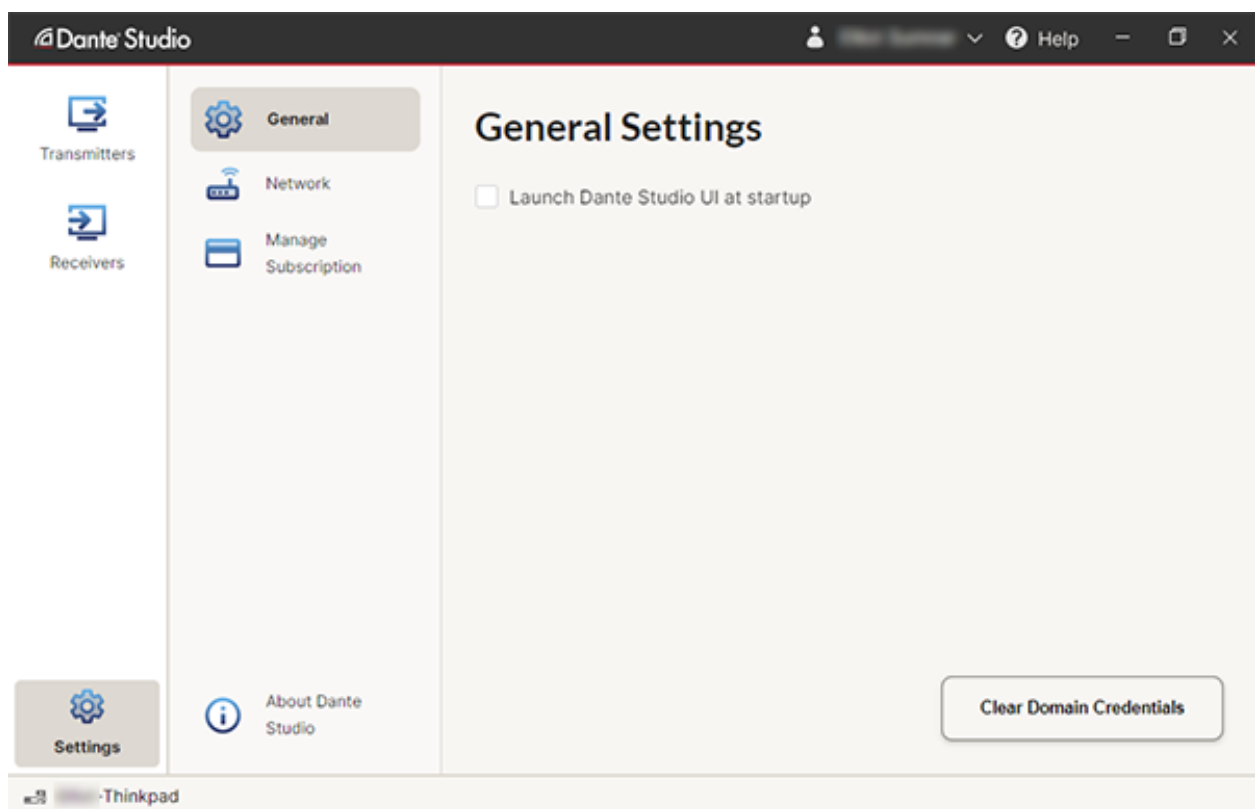 Dante Studio
Help
Transmitters
Receivers
Settings
General
Network
Manage
Subscription
About Dante
Studio
General Settings
Launch Dante Studio UI at startup
Clear Domain Credentials
-Thinkpad